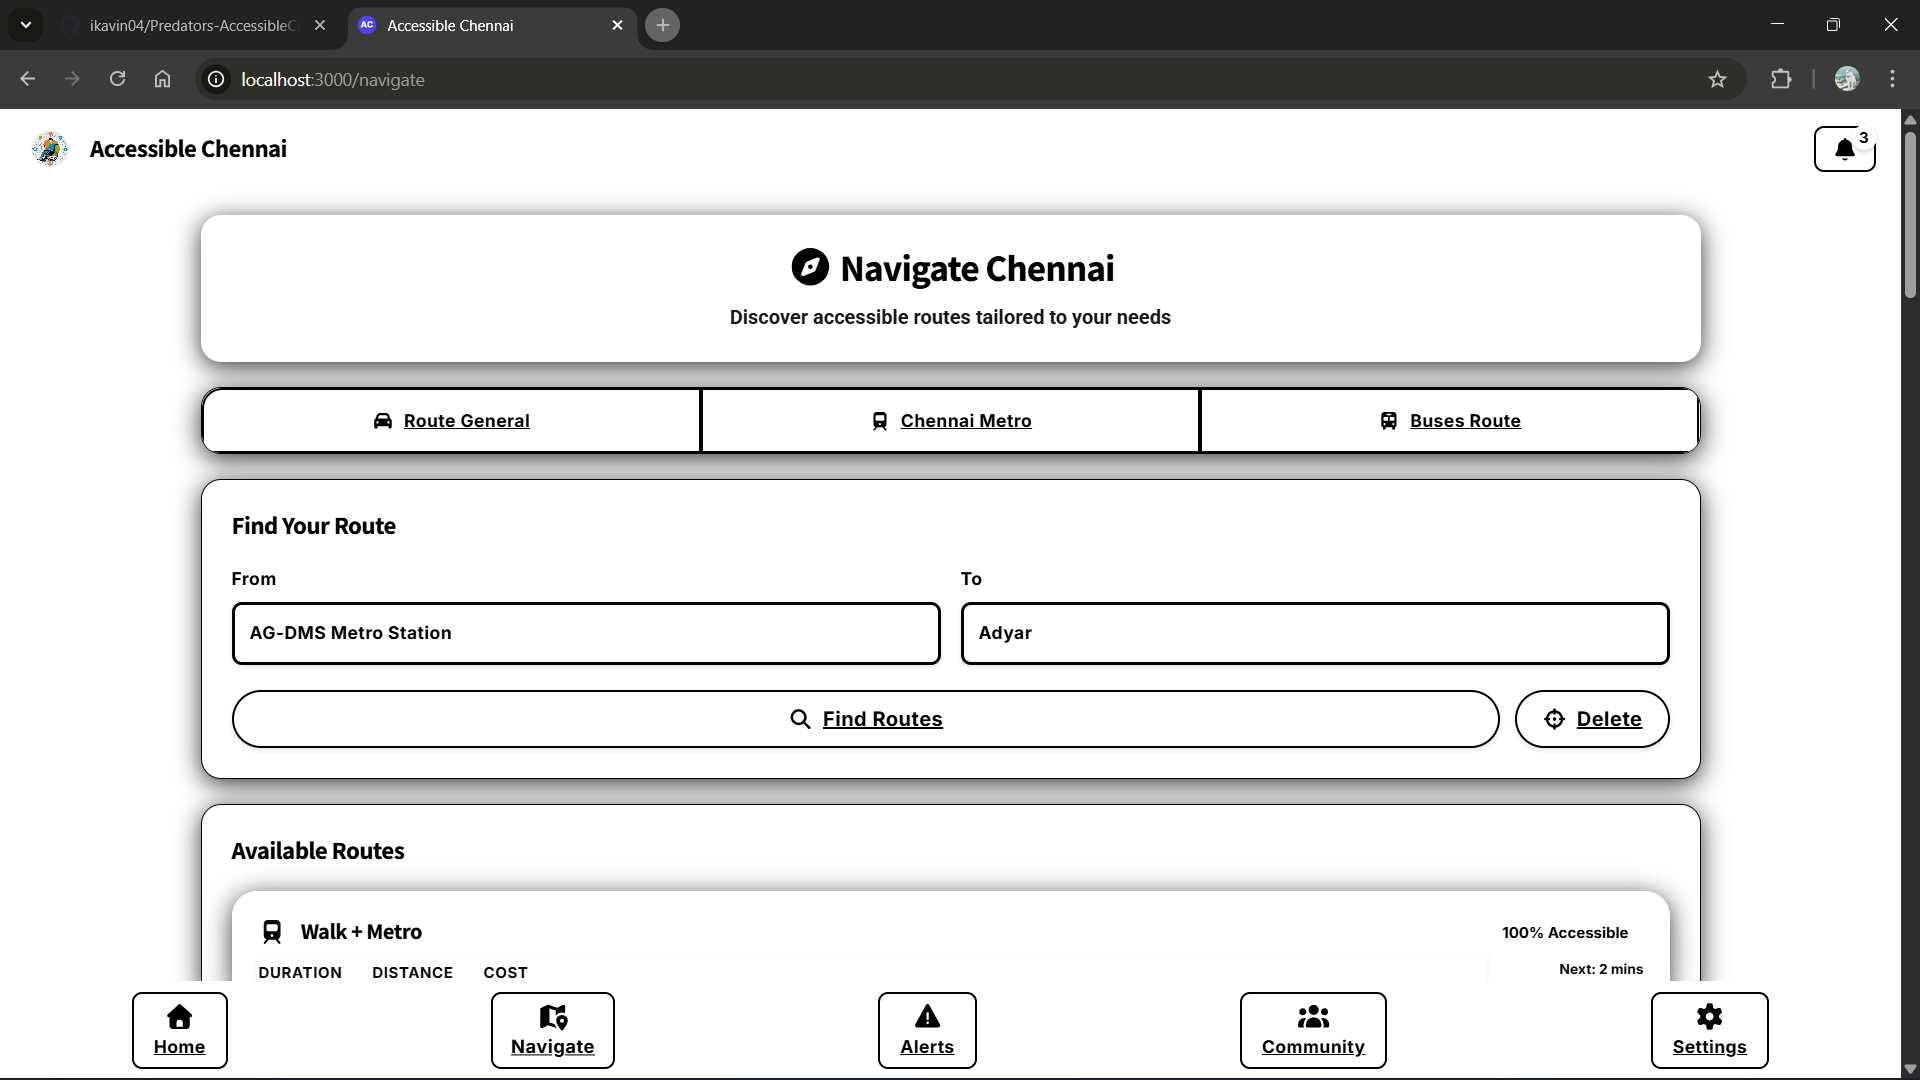 ikavin04/Predators-AccessibleC
AC Accessible Chennai
localhost:3000/navigate
Accessible Chennai
3
Navigate Chennai
Discover accessible routes tailored to your needs
Route General
Chennai Metro
Buses Route
Find Your Route
From
To
AG-DMS Metro Station
Adyar
Find Routes
Delete
Available Routes
Walk + Metro
100% Accessible
DURATION DISTANCE COST
Next: 2 mins
Home
Navigate
Alerts
Community
Settings